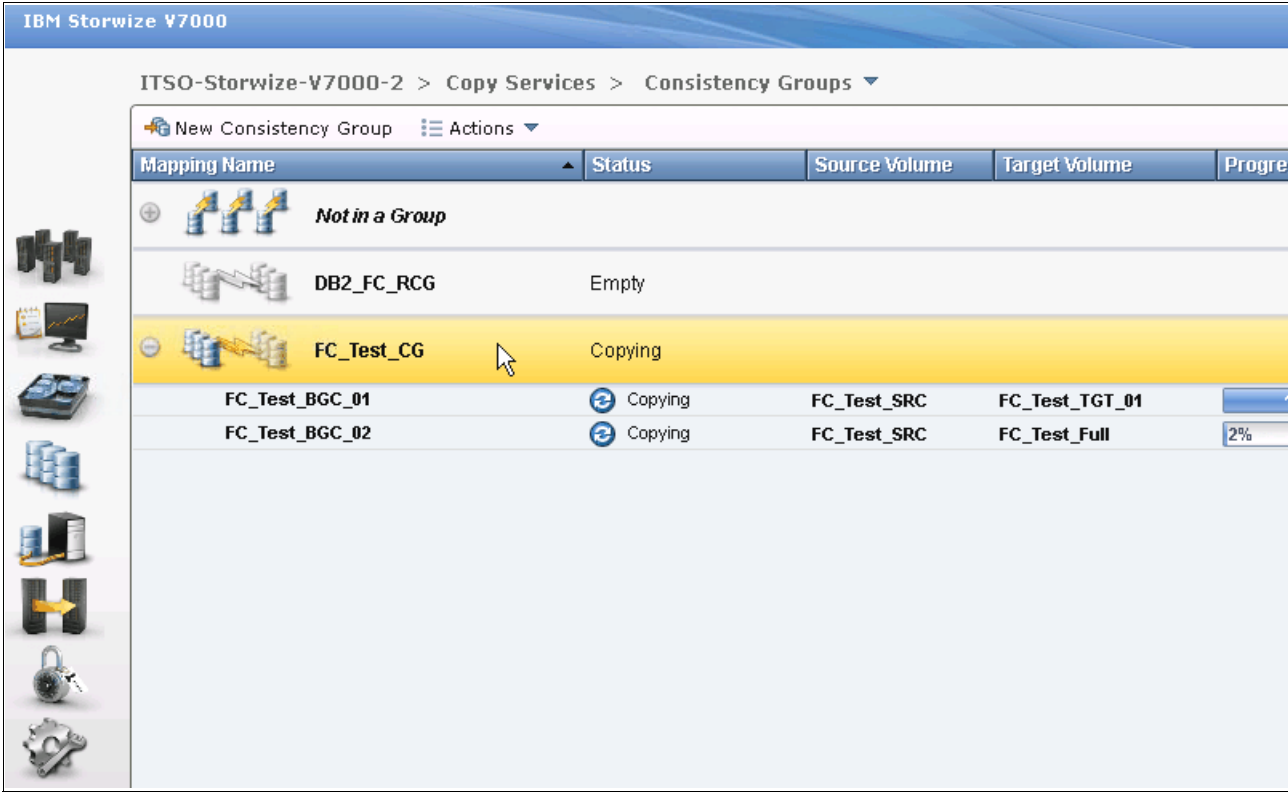 IBM Storwize V7000
ITSO-Storwize-V7000-2 > Copy Services > Consistency Groups
New Consistency Group Actions
Mapping Name Status Source Volume Target Volume Progre
Not in a Group
DB2_FC_RCG Empty
FC_Test_CG Copying
FC_Test_BGC_01 Copying FC_Test_SRC FC_Test_TGT_01
FC_Test_BGC_02 Copying FC_Test_SRC FC_Test_Full 2%